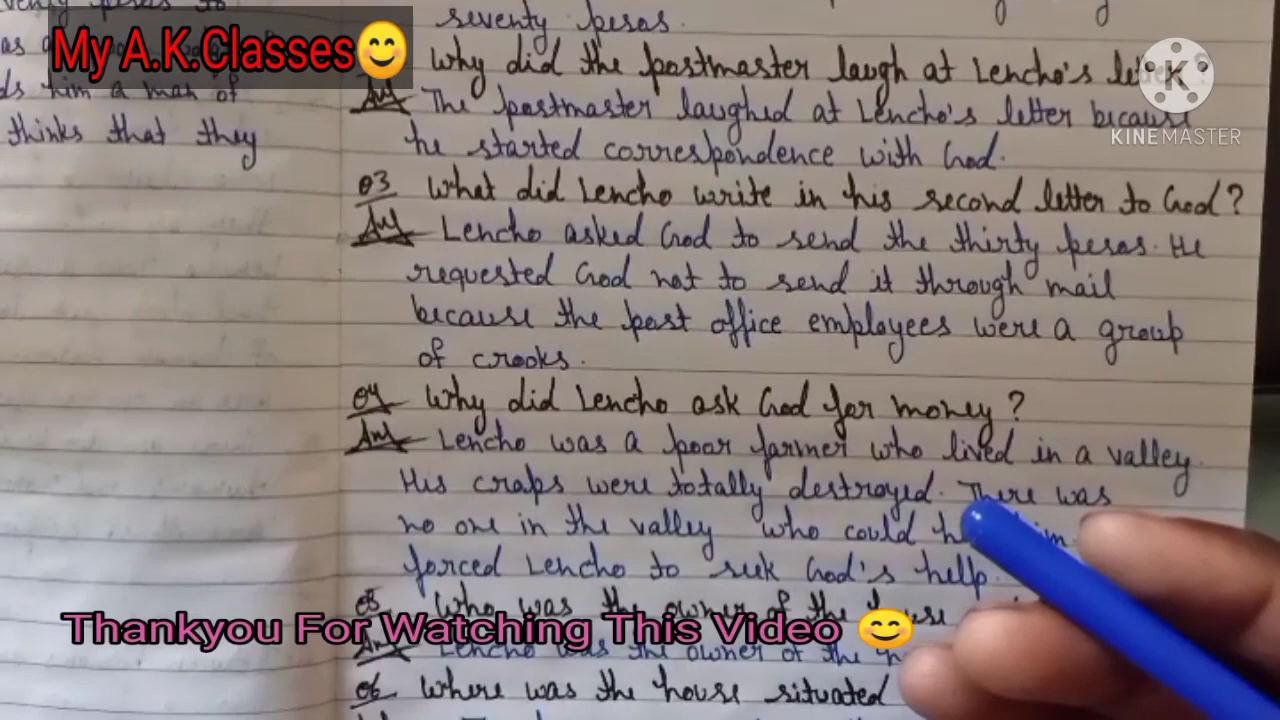 thinks that they
My A.K.Classes😊
seventy pesos.
Why did the postmaster laugh at Lencho's
Ans The postmaster laughed at Lencho's letter because
he started correspondence with God.
Q3 What did Lencho write in his second letter to God?
Ans Lencho asked God to send the thirty pesos. He
requested God not to send it through mail
because the post office employees were a group
of crooks.
Q4 Why did Lencho ask God for money?
Ans Lencho was a poor farmer who lived in a valley.
His crops were totally destroyed. There was
no one in the valley who could
forced Lencho to seek God's help.
Q5 Who was the owner of the
Ans Lencho was the owner of the
Q6 Where was the house situated
K
KINEMASTER
Thankyou For Watching This Video 😊